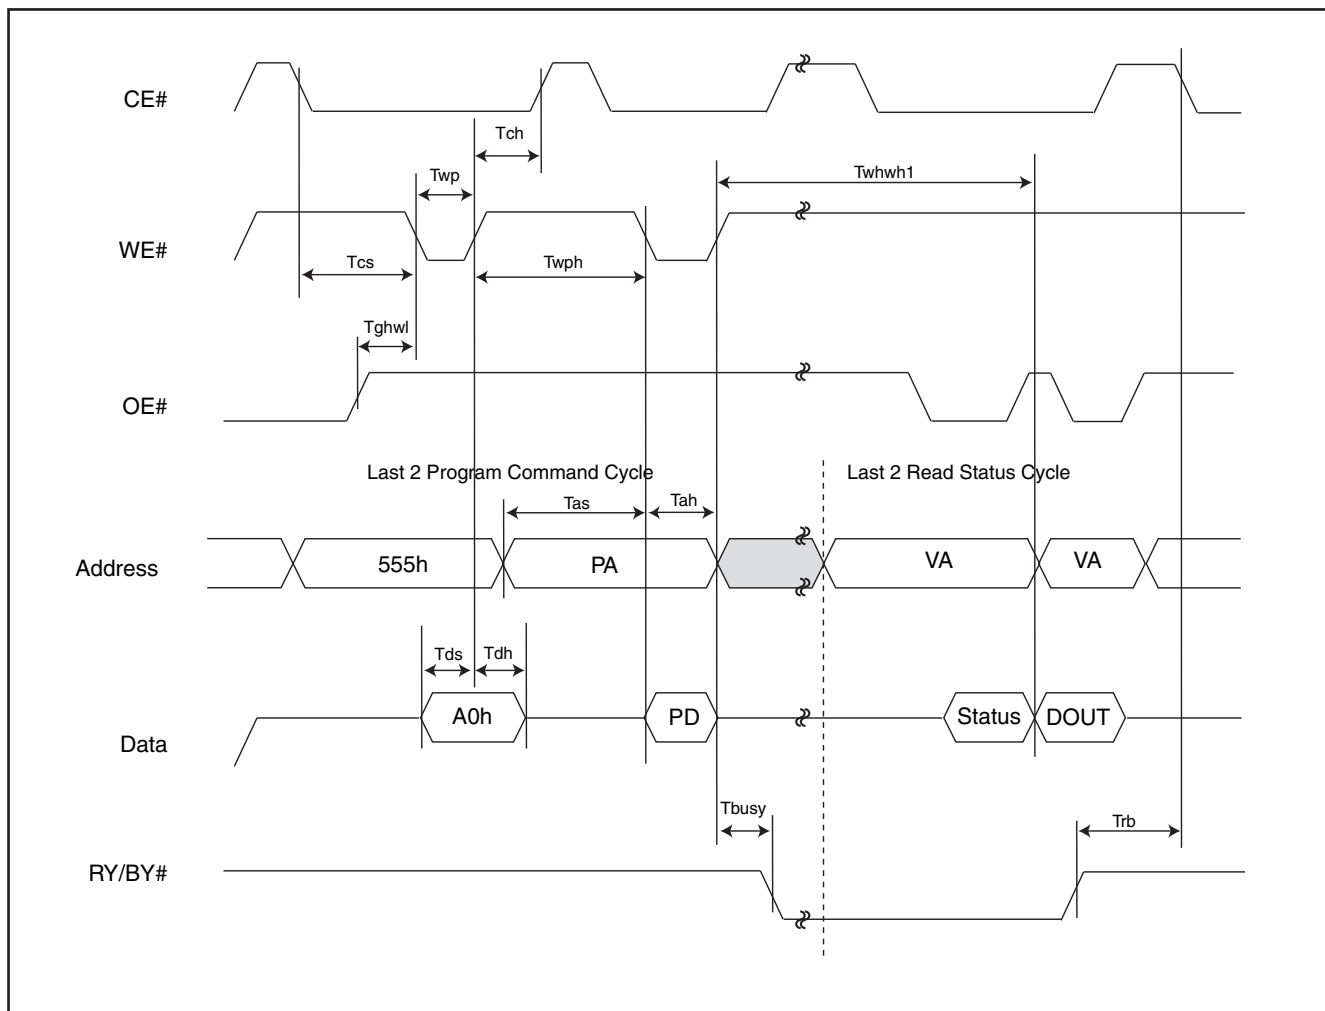 CE#
Tch
Twp
Twhwh1
WE#
Tcs
Twph
Tghwl
OE#
Last 2 Program Command Cycle
Last 2 Read Status Cycle
Tas
Tah
Address
555h
PA
VA
VA
Tds
Tdh
A0h
PD
Status
DOUT
Data
Tbusy
Trb
RY/BY#